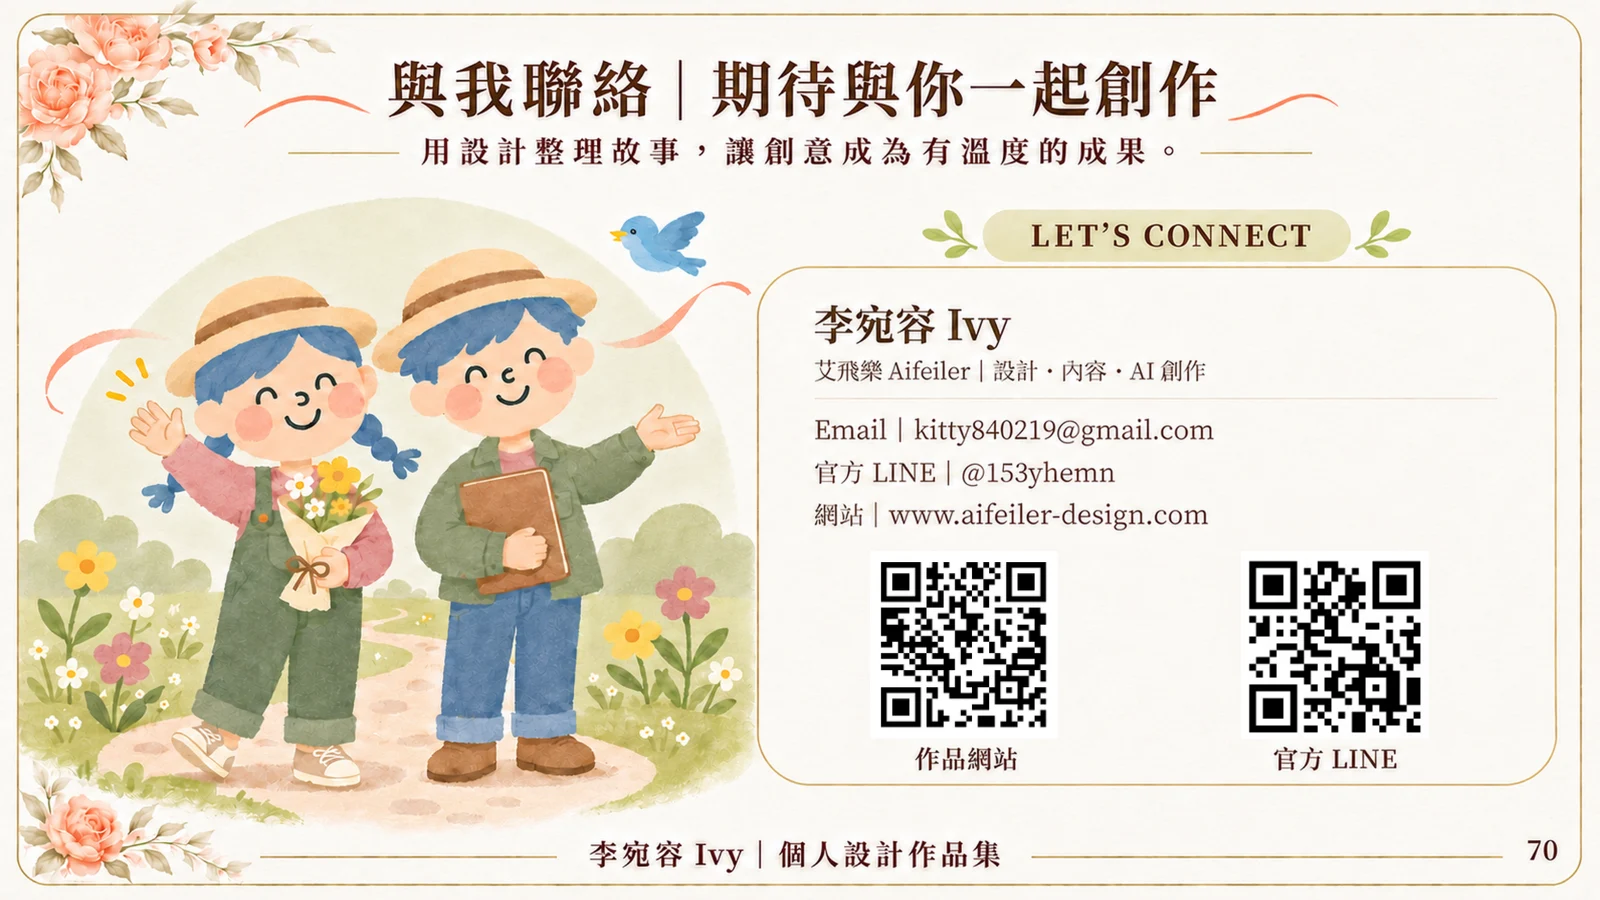 與我聯絡｜期待與你一起創作
用設計整理故事，讓創意成為有溫度的成果。
LET'S CONNECT
李宛容 Ivy
艾飛樂 Aifeiler｜設計・內容・AI 創作
Email｜kitty840219@gmail.com
官方 LINE｜@153yhemn
網站｜www.aifeiler-design.com
作品網站
官方 LINE
李宛容 Ivy｜個人設計作品集
70